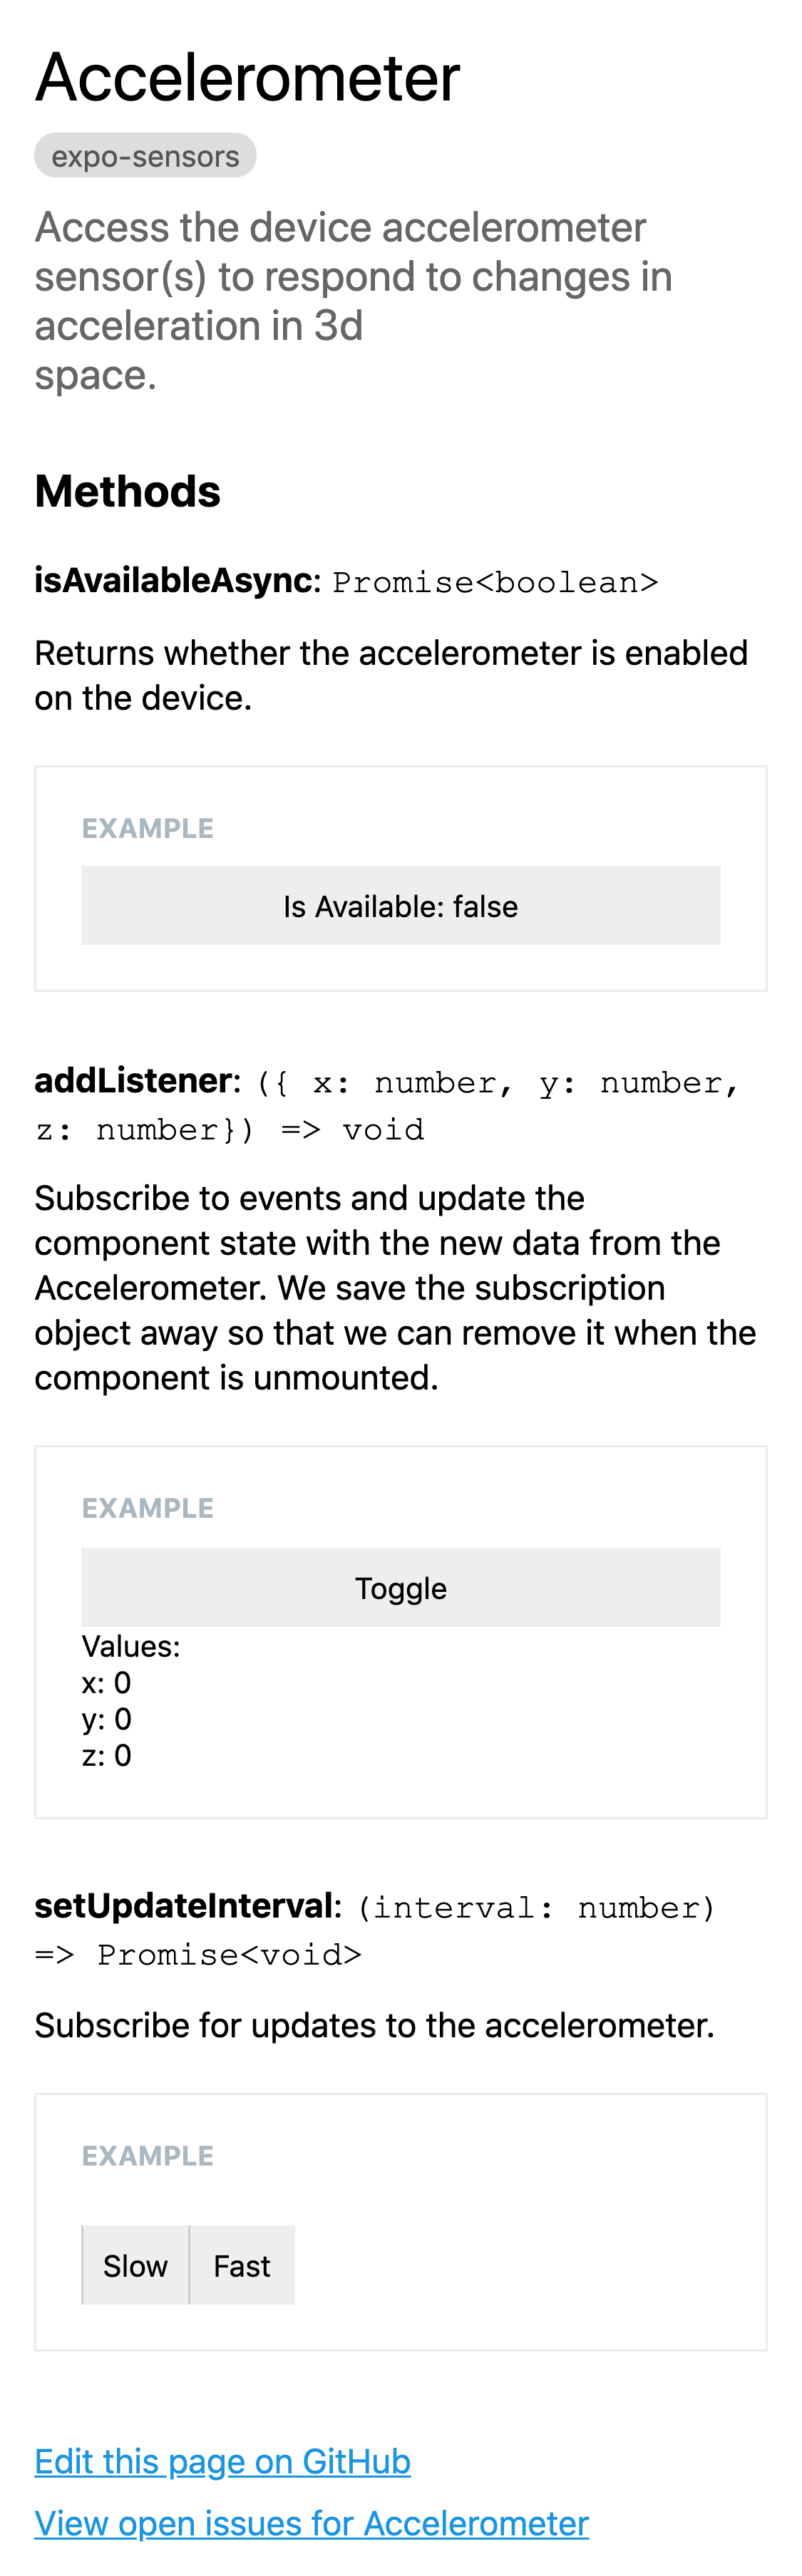 Accelerometer
expo-sensors
Access the device accelerometer
sensor(s) to respond to changes in
acceleration in 3d
space.
Methods
isAvailableAsync: Promise<boolean>
Returns whether the accelerometer is enabled
on the device.
EXAMPLE
Is Available: false
addListener: ({ x: number, y: number,
z: number}) => void
Subscribe to events and update the
component state with the new data from the
Accelerometer. We save the subscription
object away so that we can remove it when the
component is unmounted.
EXAMPLE
Toggle
Values:
x: 0
y: 0
z: 0
setUpdateInterval: (interval: number)
=> Promise<void>
Subscribe for updates to the accelerometer.
EXAMPLE
Slow Fast
Edit this page on GitHub
View open issues for Accelerometer